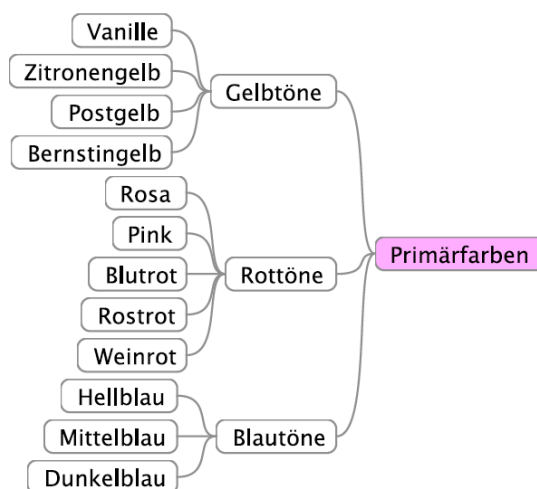 Vanille
Zitronengelb
Postgelb
Bernstingelb
Gelbtöne
Rosa
Pink
Blutrot
Rostrot
Weinrot
Rottöne
Hellblau
Mittelblau
Dunkelblau
Blautöne
Primärfarben